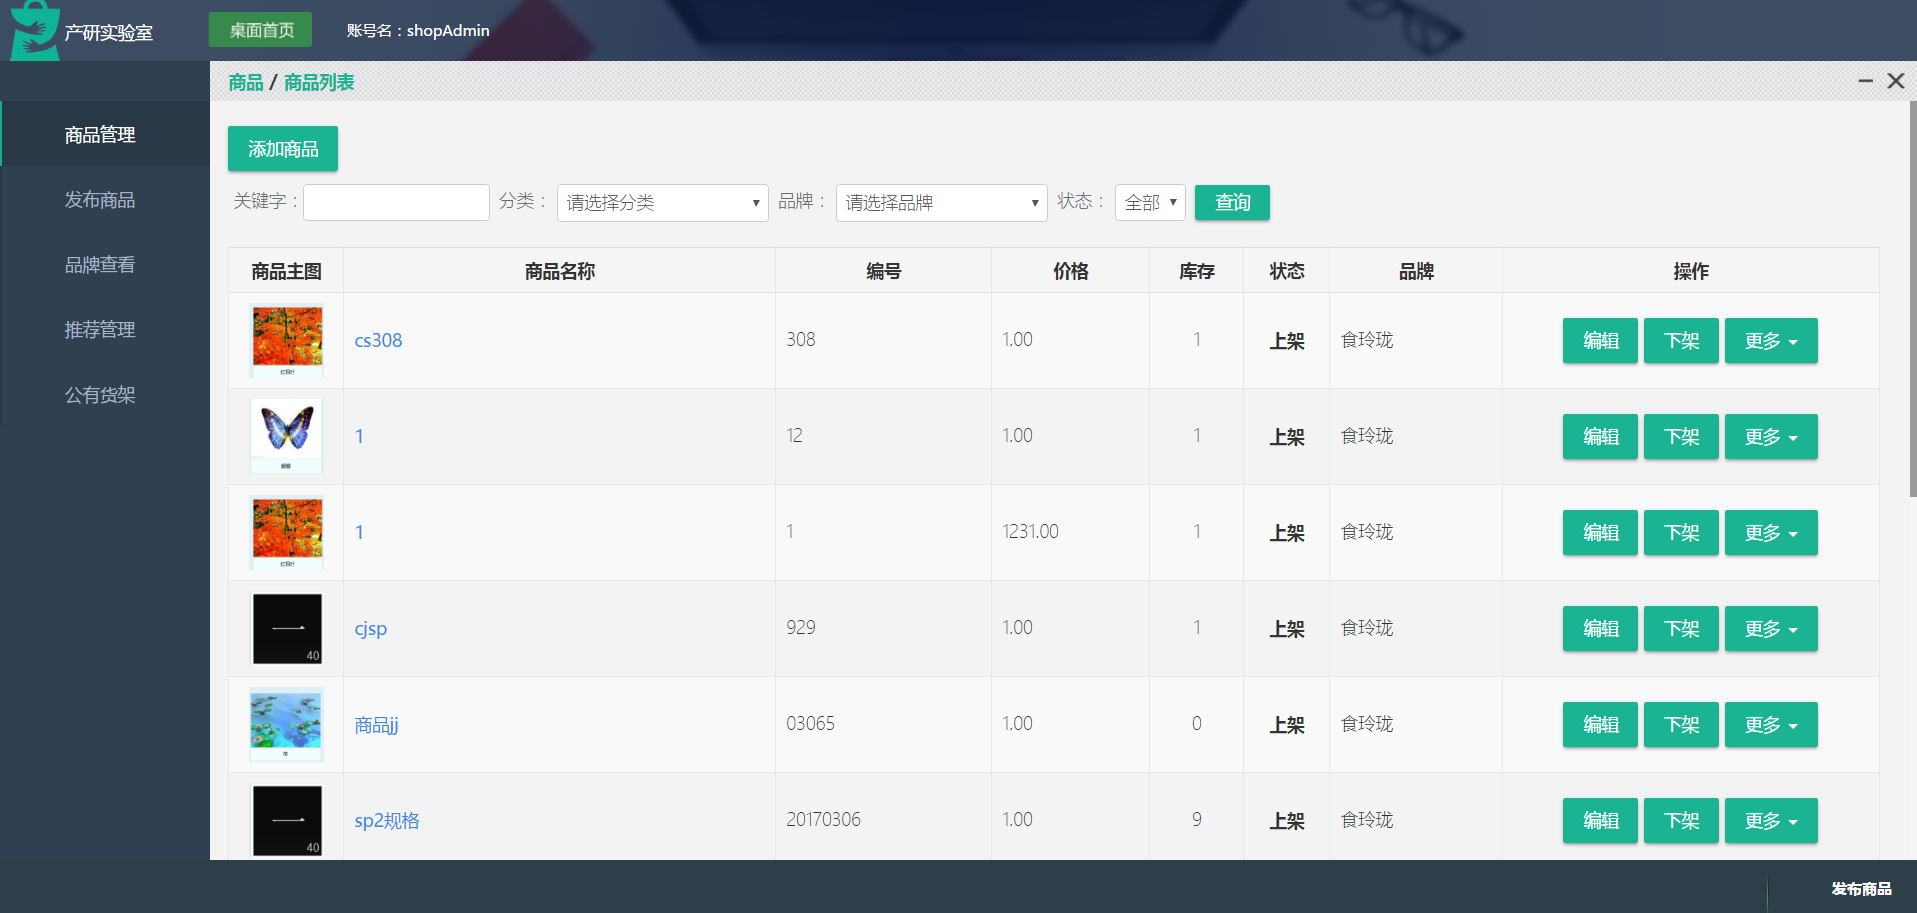 产研实验室 桌面首页 账号名：shopAdmin
商品 / 商品列表
商品管理
发布商品
品牌查看
推荐管理
公有货架
添加商品
关键字： 分类： 请选择分类 品牌： 请选择品牌 状态： 全部 查询
商品主图 商品名称 编号 价格 库存 状态 品牌 操作
红枫叶 cs308 308 1.00 1 上架 食玲珑 编辑 下架 更多
蝴蝶 1 12 1.00 1 上架 食玲珑 编辑 下架 更多
红枫叶 1 1 1231.00 1 上架 食玲珑 编辑 下架 更多
一 40 cjsp 929 1.00 1 上架 食玲珑 编辑 下架 更多
商品jj 03065 1.00 0 上架 食玲珑 编辑 下架 更多
一 40 sp2规格 20170306 1.00 9 上架 食玲珑 编辑 下架 更多
发布商品